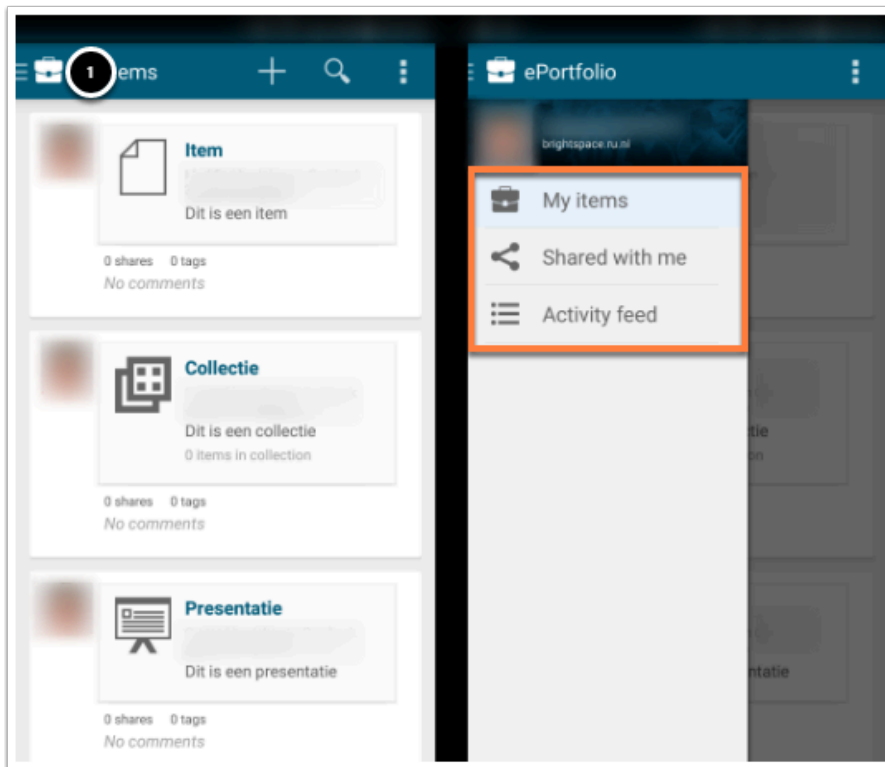 1
ems
Item
Dit is een item
0 shares 0 tags
No comments
Collectie
Dit is een collectie
0 items in collection
0 shares 0 tags
No comments
Presentatie
Dit is een presentatie
0 shares 0 tags
No comments
ePortfolio
brightspace.ru.nl
My items
Shared with me
Activity feed
tie
on
ntatie